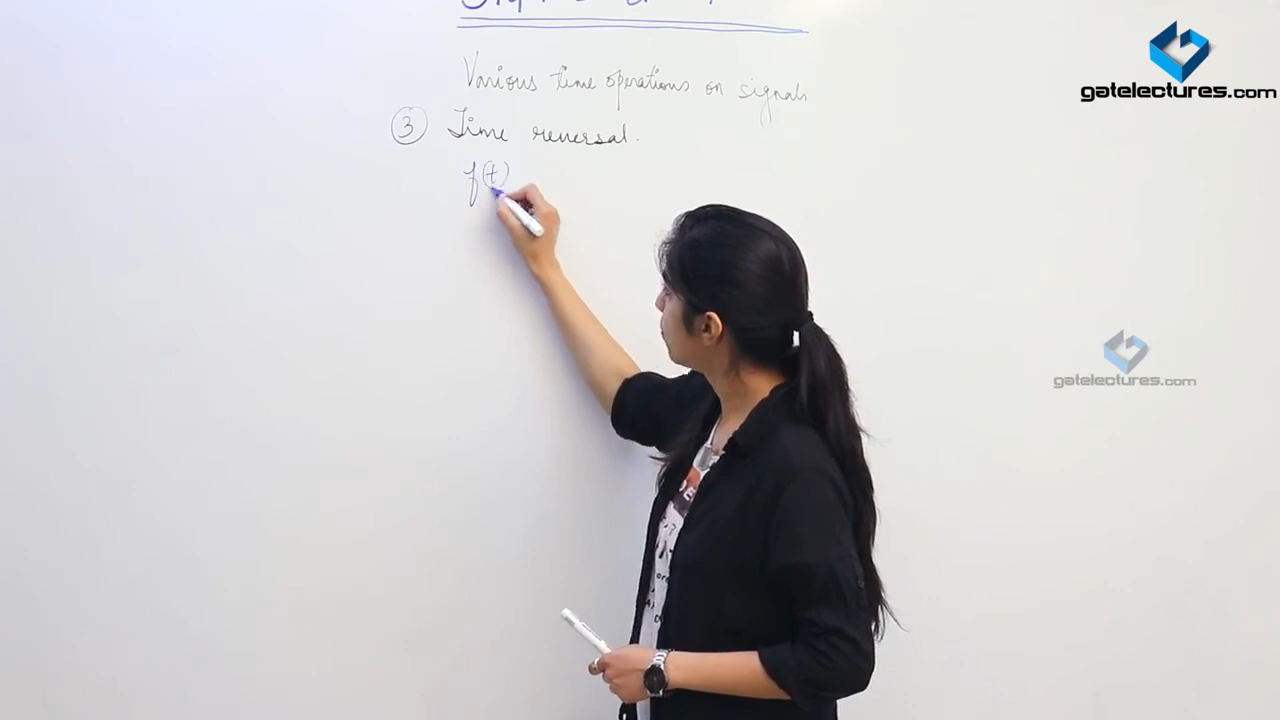 Various time operations on signals
③ Time reversal.
f(t)
gatelectures.com
gatelectures.com